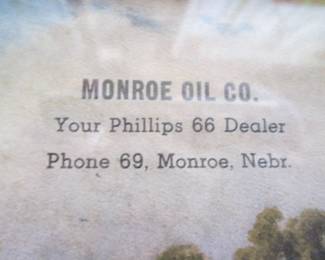 MONROE OIL CO.
Your Phillips 66 Dealer
Phone 69, Monroe, Nebr.